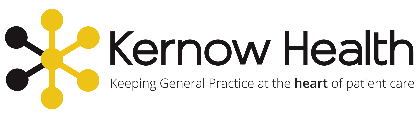 Kernow Health
Keeping General Practice at the heart of patient care